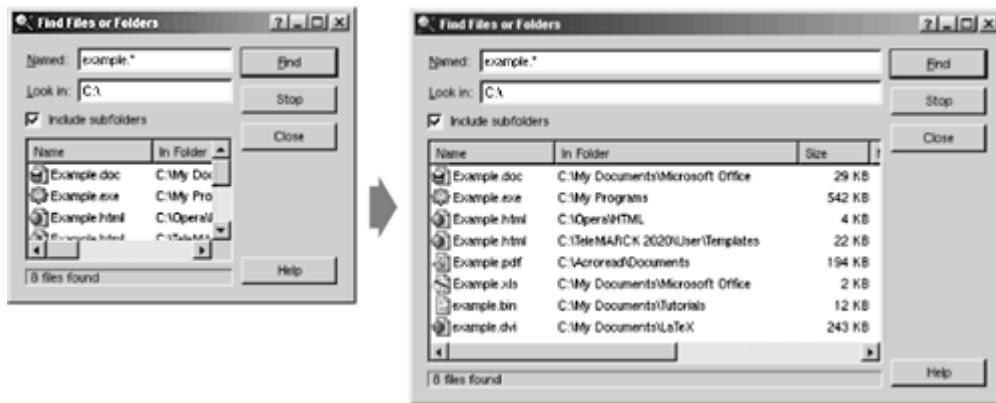 Find Files or Folders
Named: example.* Find
Look in: C:\ Stop
Include subfolders
Close
Name In Folder
Example.doc C:\My Doc
Example.exe C:\My Pro
Example.html C:\Opera\
Example.html C:\TeleMA
8 files found
Help
Find Files or Folders
Named: example.* Find
Look in: C:\ Stop
Include subfolders
Close
Name In Folder Size
Example.doc C:\My Documents\Microsoft Office 29 KB
Example.exe C:\My Programs 542 KB
Example.html C:\Opera\HTML 4 KB
Example.html C:\TeleMARCK 2020\User\Templates 22 KB
Example.pdf C:\Acroread\Documents 194 KB
Example.xls C:\My Documents\Microsoft Office 2 KB
example.bin C:\My Documents\Tutorials 12 KB
example.dvi C:\My Documents\LaTeX 243 KB
8 files found
Help